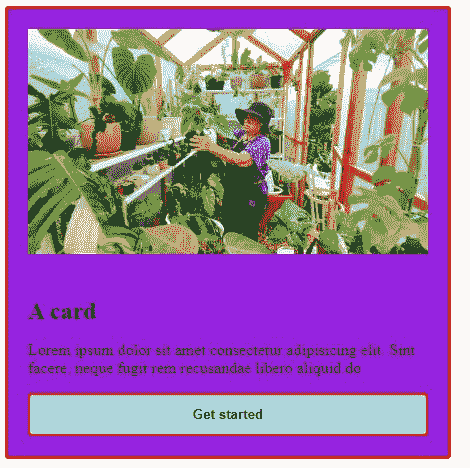 A card
Lorem ipsum dolor sit amet consectetur adipisicing elit. Sint
facere, neque fugit rem recusandae libero aliquid do
Get started